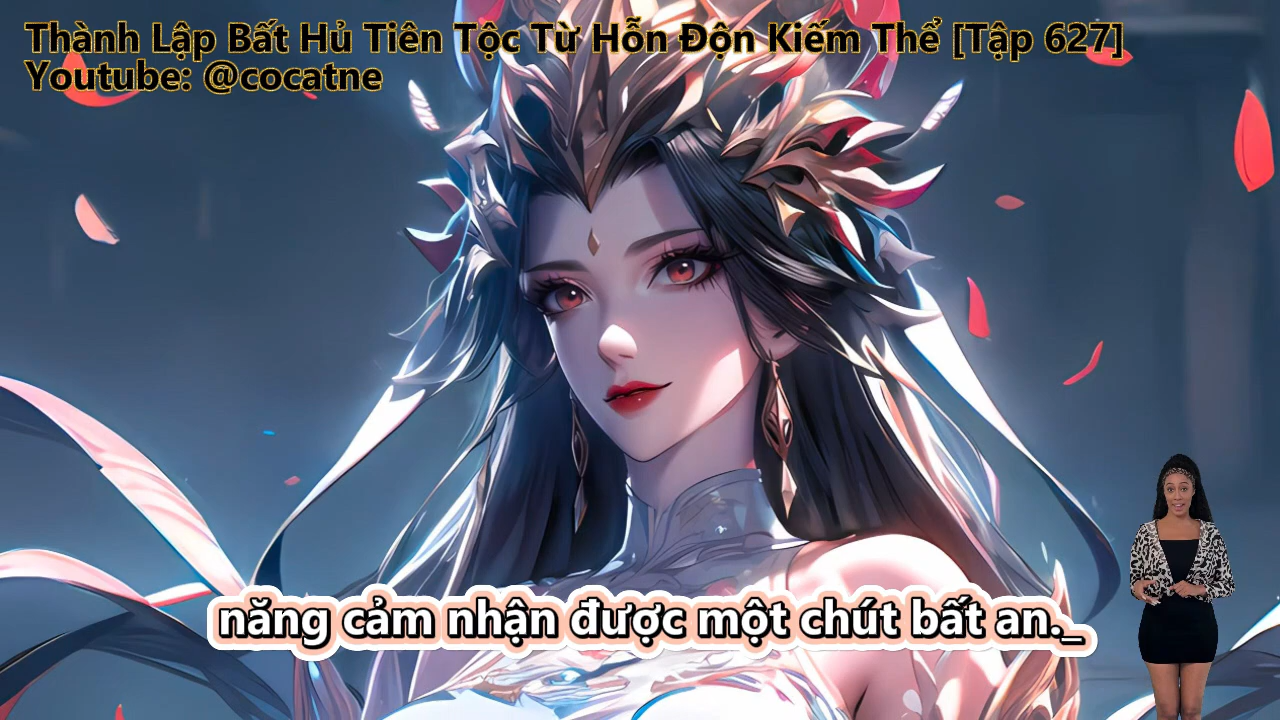 Thành Lập Bất Hủ Tiên Tộc Từ Hỗn Độn Kiếm Thể [Tập 627]
Youtube: @cocatne
năng cảm nhận được một chút bất an._